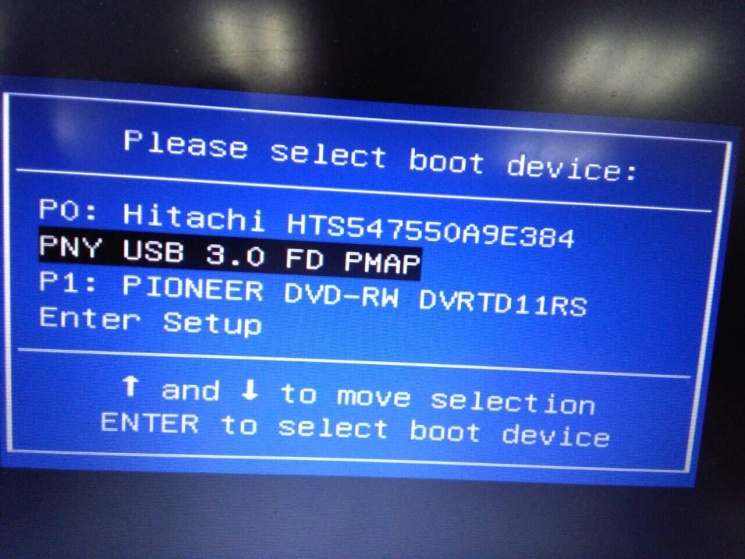 Please select boot device:
P0: Hitachi HTS547550A9E384
PNY USB 3.0 FD PMAP
P1: PIONEER DVD-RW DVRTD11RS
Enter Setup
↑ and ↓ to move selection
ENTER to select boot device